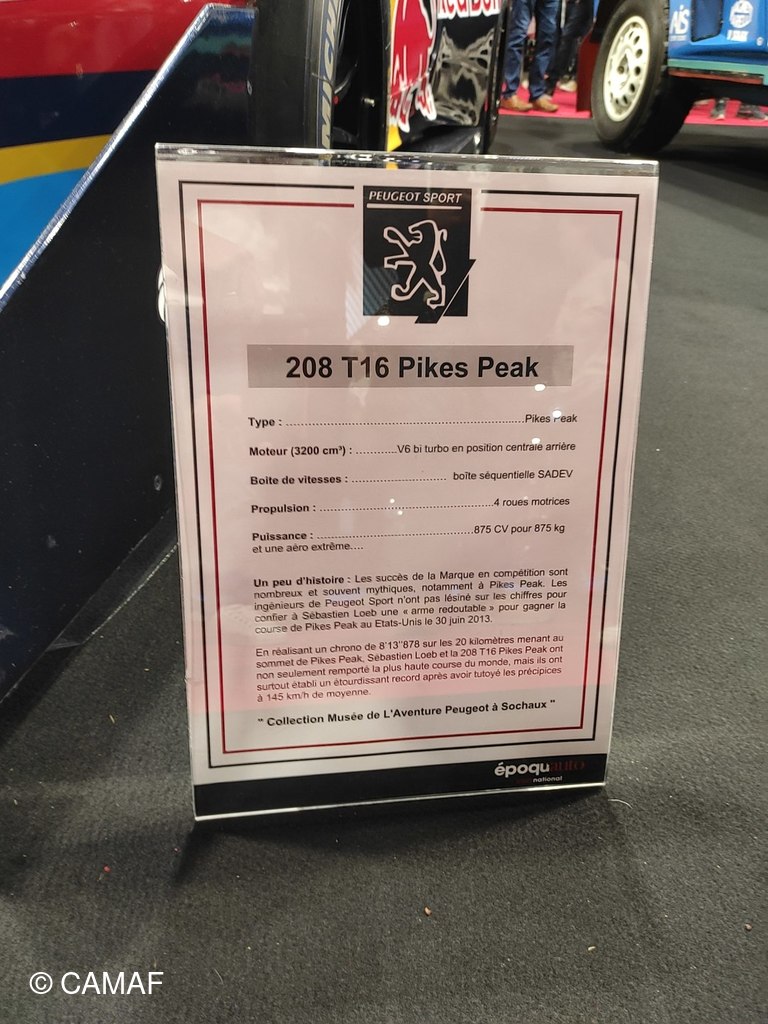 MICHELIN
Red Bull
AIS
PEUGEOT SPORT
208 T16 Pikes Peak
Type : ....................................................................Pikes Peak
Moteur (3200 cm³) : ............V6 bi turbo en position centrale arrière
Boite de vitesses : ........................... boîte séquentielle SADEV
Propulsion : ..................................................4 roues motrices
Puissance : .............................................875 CV pour 875 kg
et une aéro extrême....
Un peu d'histoire : Les succès de la Marque en compétition sont
nombreux et souvent mythiques, notamment à Pikes Peak. Les
ingénieurs de Peugeot Sport n'ont pas lésiné sur les chiffres pour
confier à Sébastien Loeb une « arme redoutable » pour gagner la
course de Pikes Peak au Etats-Unis le 30 juin 2013.
En réalisant un chrono de 8'13''878 sur les 20 kilomètres menant au
sommet de Pikes Peak, Sébastien Loeb et la 208 T16 Pikes Peak ont
non seulement remporté la plus haute course du monde, mais ils ont
surtout établi un étourdissant record après avoir tutoyé les précipices
à 145 km/h de moyenne.
" Collection Musée de L'Aventure Peugeot à Sochaux "
époquauto
national
© CAMAF